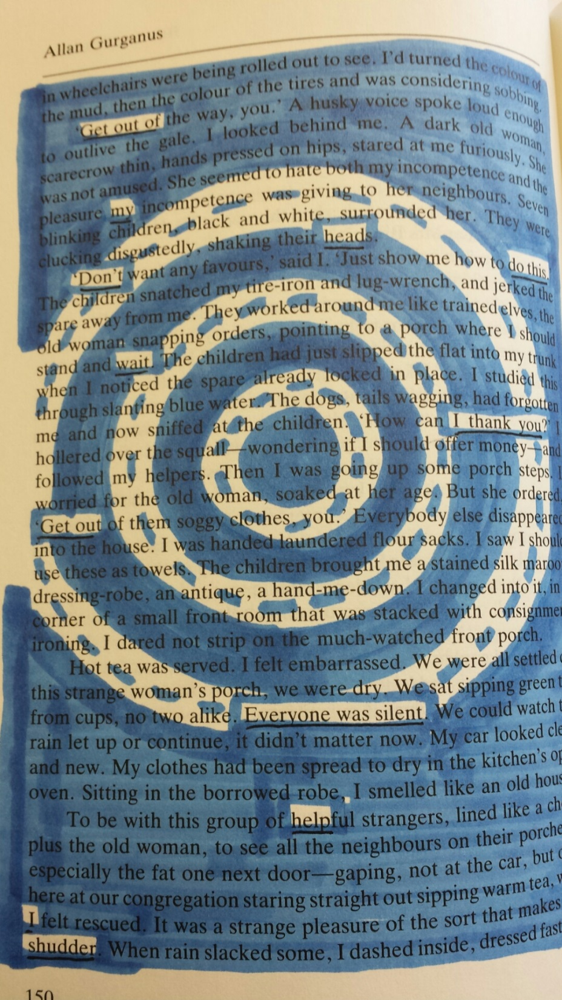 Allan Gurganus
in wheelchairs were being rolled out to see. I'd turned the colour of
the mud, then the colour of the tires and was considering sobbing.
'Get out of the way, you.' A husky voice spoke loud enough
to outlive the gale. I looked behind me. A dark old woman,
scarecrow thin, hands pressed on hips, stared at me furiously. She
was not amused. She seemed to hate both my incompetence and the
pleasure my incompetence was giving to her neighbours. Seven
blinking children, black and white, surrounded her. They were
clucking disgustedly, shaking their heads.
'Don't want any favours,' said I. 'Just show me how to do this.'
The children snatched my tire-iron and lug-wrench, and jerked the
spare away from me. They worked around me like trained elves, the
old woman snapping orders, pointing to a porch where I should
stand and wait. The children had just slipped the flat into my trunk
when I noticed the spare already locked in place. I studied this
through slanting blue water. The dogs, tails wagging, had forgotten
me and now sniffed at the children. 'How can I thank you?' I
hollered over the squall—wondering if I should offer money—and
followed my helpers. Then I was going up some porch steps. I
worried for the old woman, soaked at her age. But she ordered,
'Get out of them soggy clothes, you.' Everybody else disappeared
into the house. I was handed laundered flour sacks. I saw I shoul
use these as towels. The children brought me a stained silk maroo
dressing-robe, an antique, a hand-me-down. I changed into it, in
corner of a small front room that was stacked with consignme
ironing. I dared not strip on the much-watched front porch.
Hot tea was served. I felt embarrassed. We were all settled
this strange woman's porch, we were dry. We sat sipping green t
from cups, no two alike. Everyone was silent. We could watch t
rain let up or continue, it didn't matter now. My car looked cle
and new. My clothes had been spread to dry in the kitchen's op
oven. Sitting in the borrowed robe, I smelled like an old hous
To be with this group of helpful strangers, lined like a ch
plus the old woman, to see all the neighbours on their porche
especially the fat one next door—gaping, not at the car, but
here at our congregation staring straight out sipping warm tea,
I felt rescued. It was a strange pleasure of the sort that makes
shudder. When rain slacked some, I dashed inside, dressed fast
150